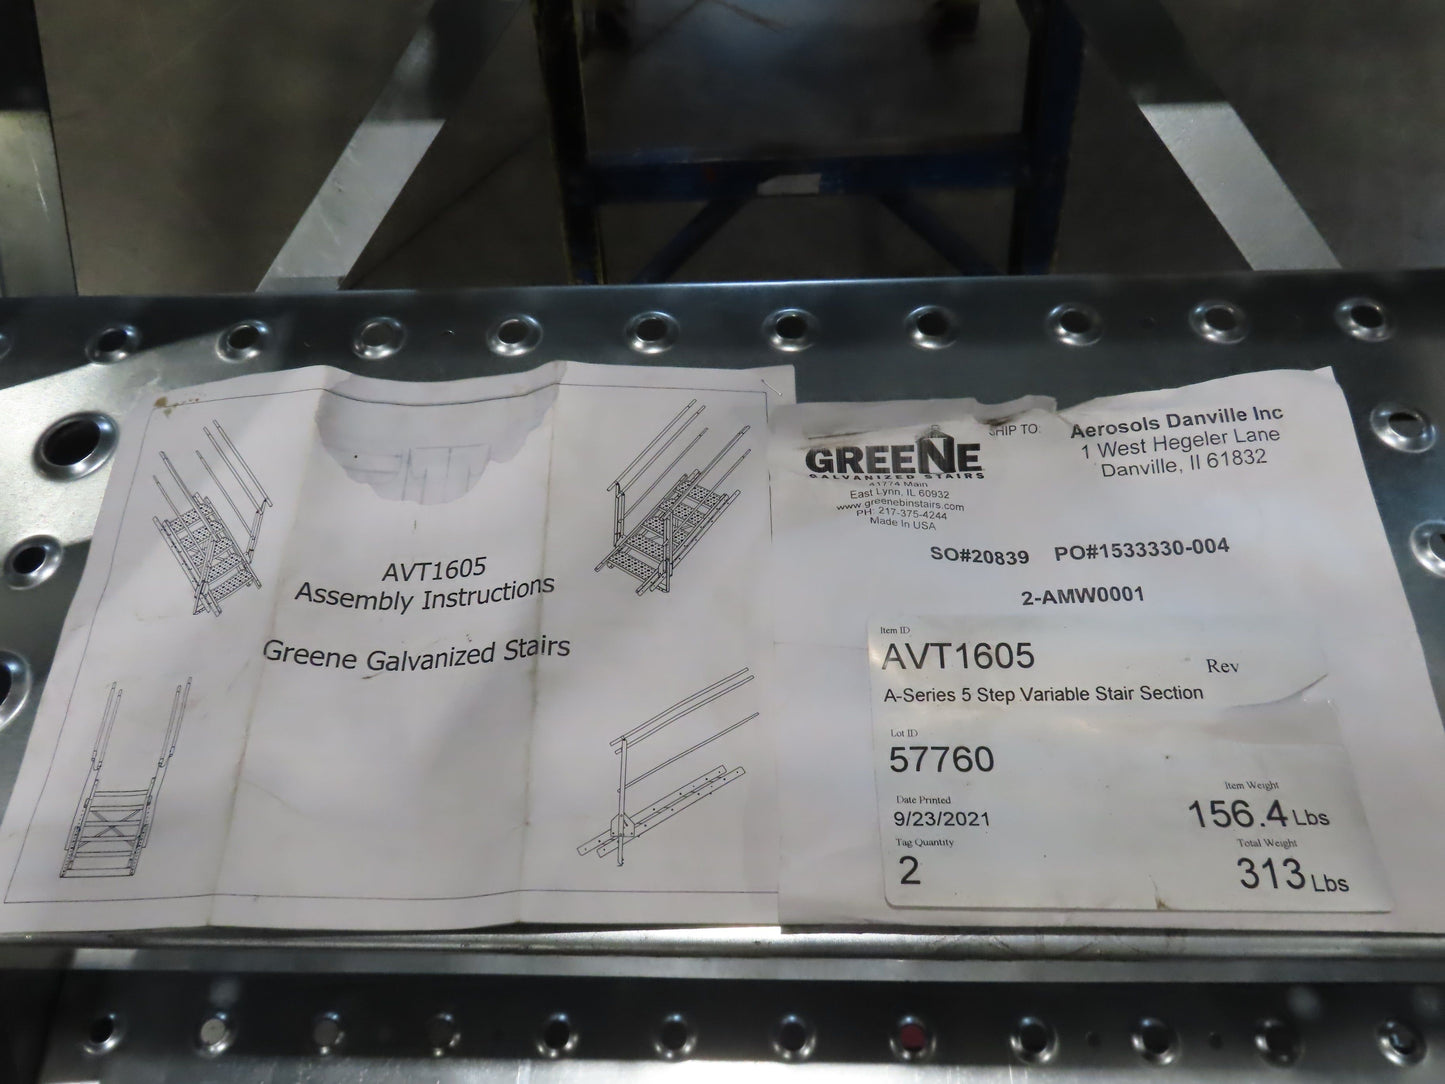 AVT1605
Assembly Instructions
Greene Galvanized Stairs
GREENE
GALVANIZED STAIRS
41774 Main
East Lynn, IL 60932
www.greenebinstairs.com
PH: 217-375-4244
Made In USA
SHIP TO:
Aerosols Danville Inc
1 West Hegeler Lane
Danville, Il 61832
SO#20839 PO#1533330-004
2-AMW0001
Item ID
AVT1605
Rev
A-Series 5 Step Variable Stair Section
Lot ID
57760
Date Printed
9/23/2021
Item Weight
156.4 Lbs
Tag Quantity
2
Total Weight
313 Lbs